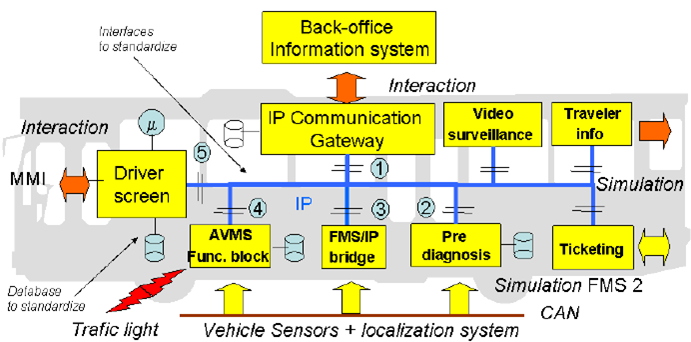 Interfaces
to standardize
Back-office
Information system
Interaction
IP Communication
Gateway
Video
surveillance
Traveler
info
Interaction
μ
MMI
Driver
screen
5
1
IP
Simulation
4
3
2
AVMS
Func. block
FMS/IP
bridge
Pre
diagnosis
Ticketing
Database
to standardize
Simulation FMS 2
CAN
Trafic light
Vehicle Sensors + localization system